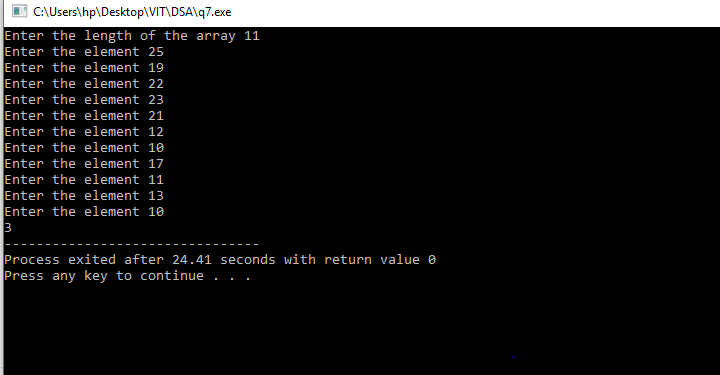 C:\Users\hp\Desktop\VIT\DSA\q7.exe
Enter the length of the array 11
Enter the element 25
Enter the element 19
Enter the element 22
Enter the element 23
Enter the element 21
Enter the element 12
Enter the element 10
Enter the element 17
Enter the element 11
Enter the element 13
Enter the element 10
3
--------------------------------
Process exited after 24.41 seconds with return value 0
Press any key to continue . . .